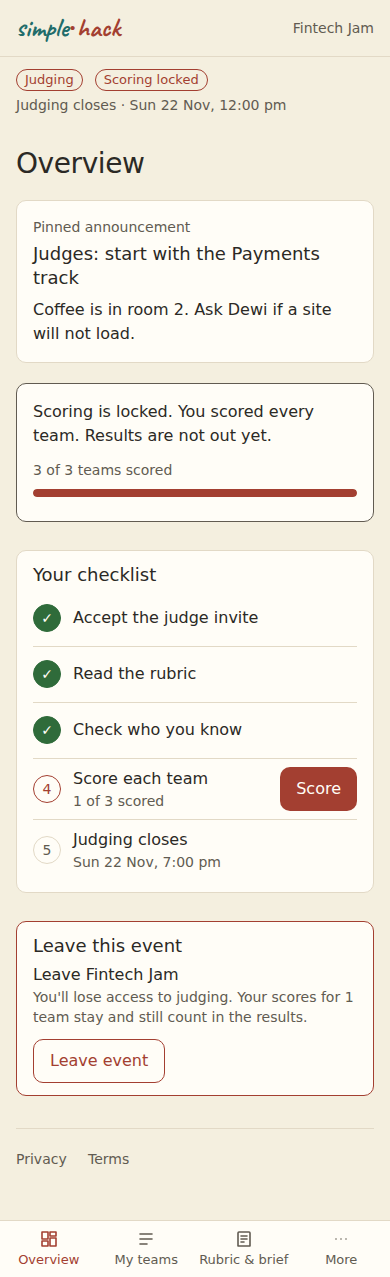 simple hack
Fintech Jam
Judging
Scoring locked
Judging closes · Sun 22 Nov, 12:00 pm
Overview
Pinned announcement
Judges: start with the Payments
track
Coffee is in room 2. Ask Dewi if a site
will not load.
Scoring is locked. You scored every
team. Results are not out yet.
3 of 3 teams scored
Your checklist
✓ Accept the judge invite
✓ Read the rubric
✓ Check who you know
4 Score each team
1 of 3 scored
Score
5 Judging closes
Sun 22 Nov, 7:00 pm
Leave this event
Leave Fintech Jam
You'll lose access to judging. Your scores for 1
team stay and still count in the results.
Leave event
Privacy Terms
Overview
My teams
Rubric & brief
More